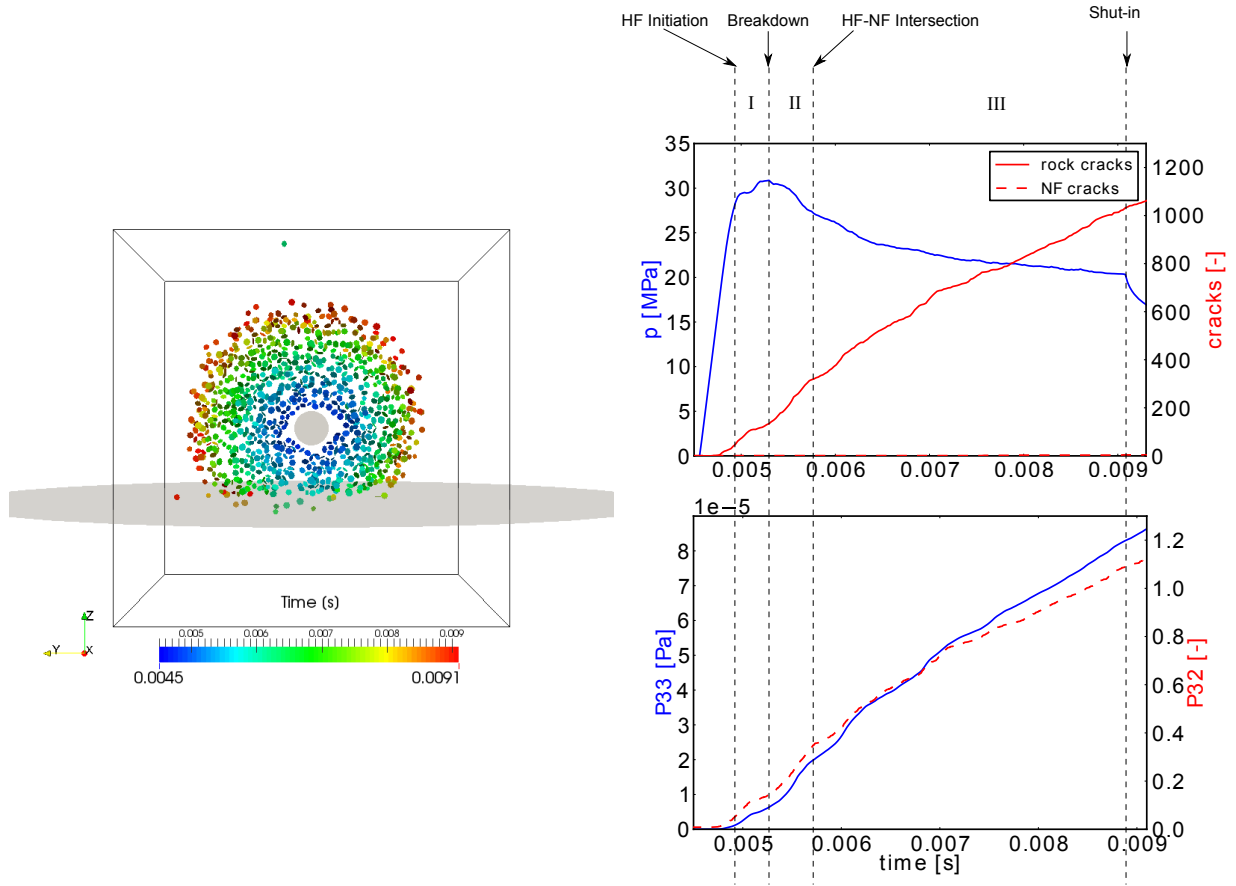 HF Initiation
Breakdown
HF-NF Intersection
Shut-in
I
II
III
35
30
25
20
15
10
5
0
p [MPa]
rock cracks
NF cracks
1200
1000
800
600
400
200
0
cracks [-]
0.005
0.006
0.007
0.008
0.009
1e−5
8
7
6
5
4
3
2
1
0
P33 [Pa]
1.2
1.0
0.8
0.6
0.4
0.2
0.0
P32 [-]
0.005
0.006
0.007
0.008
0.009
time [s]
Time (s)
0.005
0.006
0.007
0.008
0.009
0.0045
0.0091
Z
Y
X